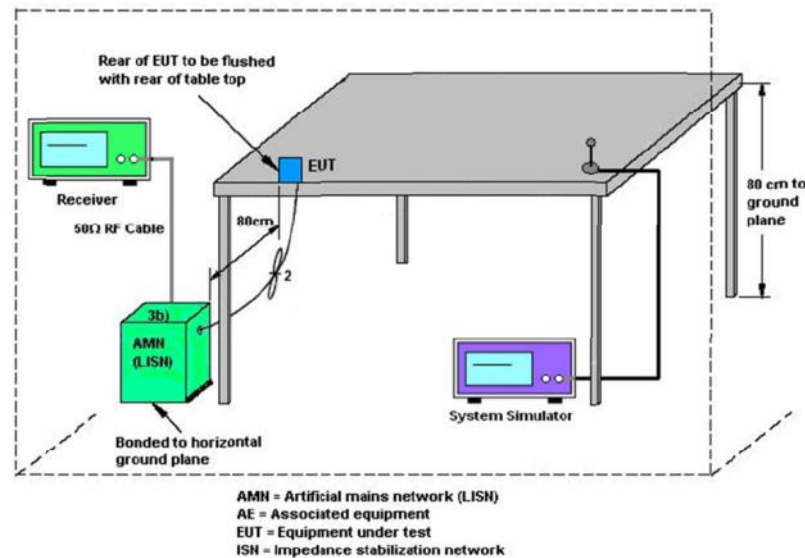 Rear of EUT to be flushed
with rear of table top
EUT
Receiver
50Ω RF Cable
80cm
2
80 cm to
ground
plane
3b)
AMN
(LISN)
System Simulator
Bonded to horizontal
ground plane
AMN = Artificial mains network (LISN)
AE = Associated equipment
EUT = Equipment under test
ISN = Impedance stabilization network